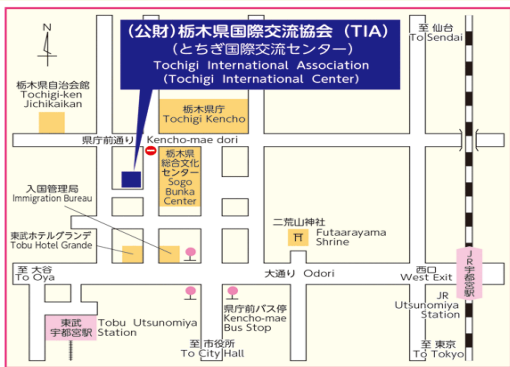 (公財)栃木県国際交流協会 (TIA)
(とちぎ国際交流センター)
Tochigi International Association
(Tochigi International Center)
N
至 仙台
To Sendai
栃木県自治会館
Tochigi-ken
Jichikaikan
栃木県庁
Tochigi Kencho
県庁前通り Kencho-mae dori
栃木県
総合文化
センター
Sogo
Bunka
Center
入国管理局
Immigration Bureau
東武ホテルグランデ
Tobu Hotel Grande
二荒山神社
Futaarayama
Shrine
至 大谷
To Oya
大通り Odori
西口
West Exit
JR宇都宮駅
JR
Utsunomiya
Station
県庁前バス停
Kencho-mae
Bus Stop
東武
宇都宮駅
Tobu Utsunomiya
Station
至 市役所
To City Hall
至 東京
To Tokyo